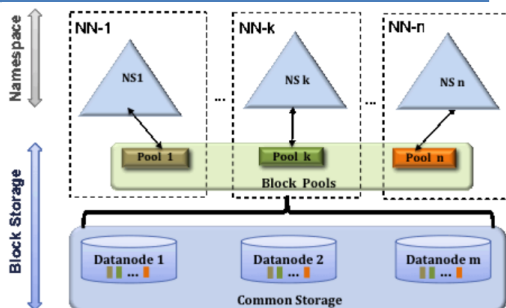 NN-1
NN-k
NN-n
Namespace
NS1
NS k
NS n
...
...
Pool 1
Pool k
Pool n
Block Pools
Block Storage
Datanode 1
Datanode 2
Datanode m
...
...
...
Common Storage